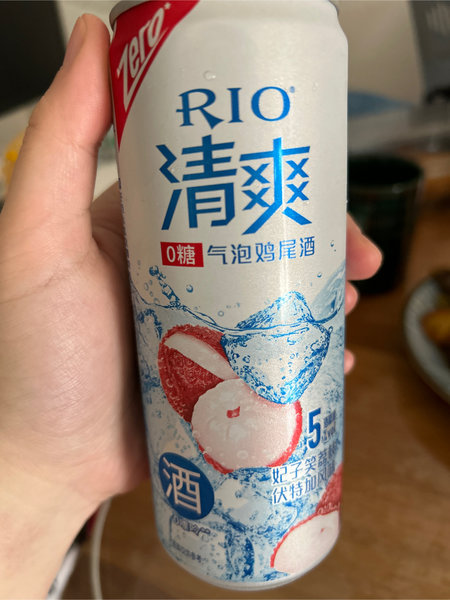 Zero
RIO®
清爽
0糖 气泡鸡尾酒
5
妃子笑荔枝
伏特加风味
酒